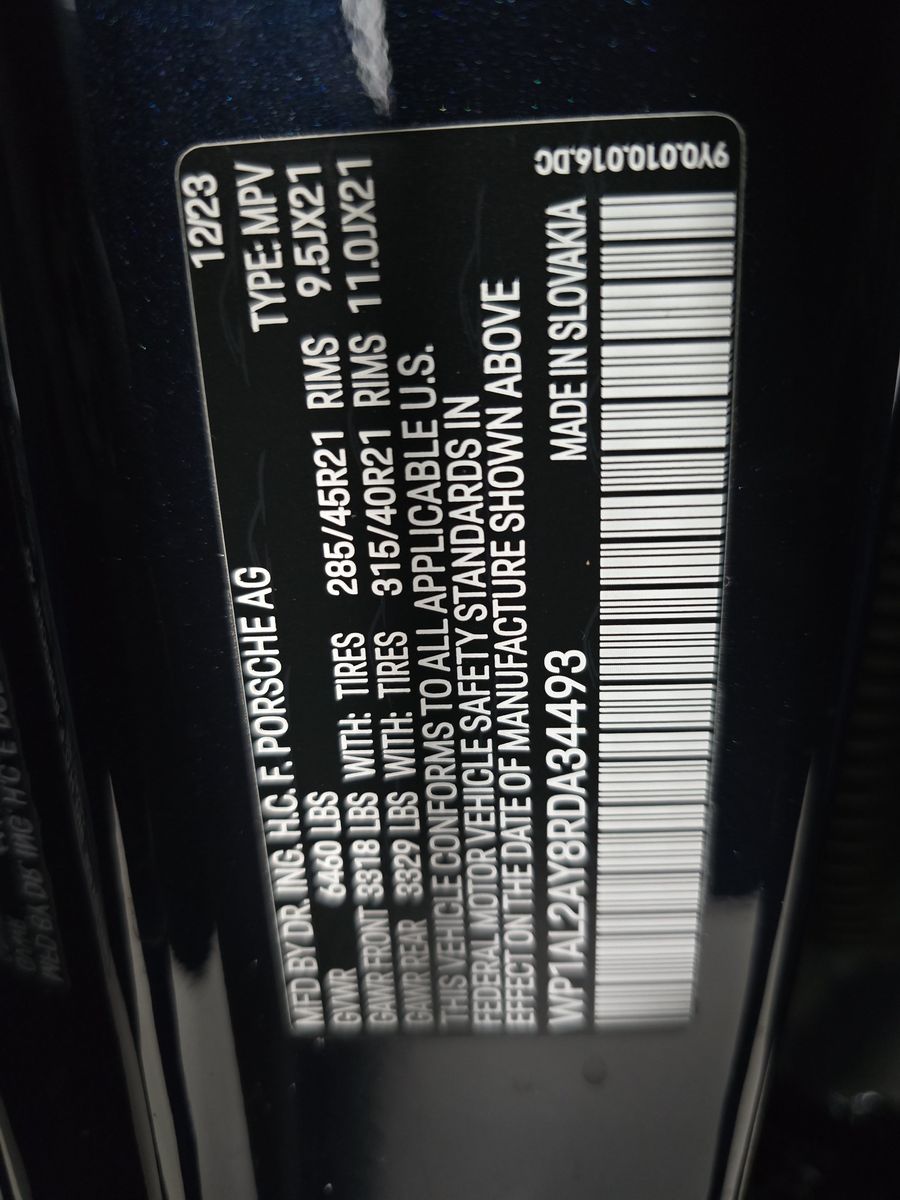 MFD BY DR. ING. H.C. F. PORSCHE AG 12/23
GVWR 6460 LBS TYPE: MPV
GAWR FRONT 3318 LBS WITH: TIRES 285/45R21 RIMS 9.5JX21
GAWR REAR 3329 LBS WITH: TIRES 315/40R21 RIMS 11.0JX21
THIS VEHICLE CONFORMS TO ALL APPLICABLE U.S.
FEDERAL MOTOR VEHICLE SAFETY STANDARDS IN
EFFECT ON THE DATE OF MANUFACTURE SHOWN ABOVE
WP1AL2AY8RDA34493 MADE IN SLOVAKIA
9Y0.010.016.DC